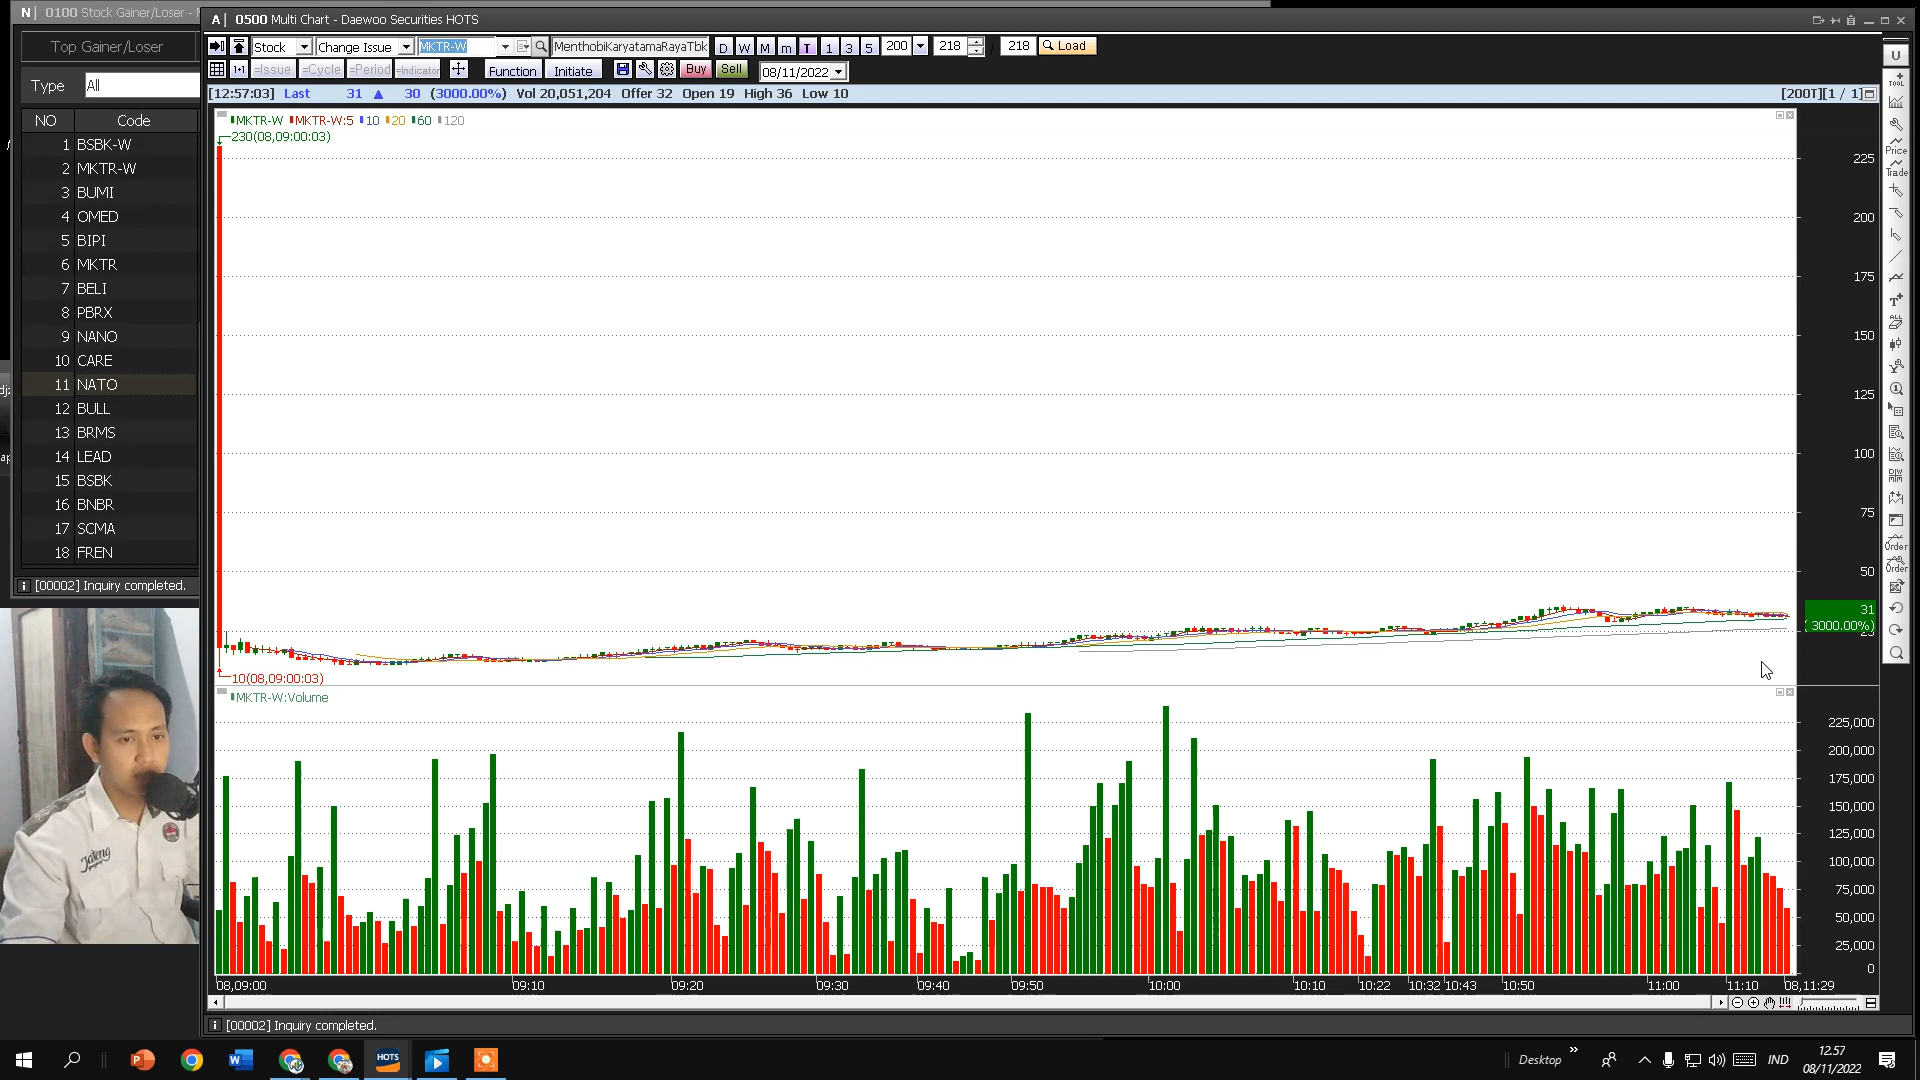 N | 0100 Stock Gainer/Loser -
Top Gainer/Loser
Type All
NO Code
1 BSBK-W
2 MKTR-W
3 BUMI
4 OMED
5 BIPI
6 MKTR
7 BELI
8 PBRX
9 NANO
10 CARE
11 NATO
12 BULL
13 BRMS
14 LEAD
15 BSBK
16 BNBR
17 SCMA
18 FREN
[00002] Inquiry completed.
A | 0500 Multi Chart - Daewoo Securities HOTS
Stock Change Issue MKTR-W MenthobiKaryatamaRayaTbk D W M m T 1 3 5 200 218 218 Load
=Issue =Cycle =Period =Indicator Function Initiate Buy Sell 08/11/2022
[12:57:03] Last 31 ▲ 30 (3000.00%) Vol 20,051,204 Offer 32 Open 19 High 36 Low 10 [200T][1 / 1]
MKTR-W MKTR-W:5 10 20 60 120
230(08,09:00:03)
225
200
175
150
125
100
75
50
31
( 3000.00%)
25
10(08,09:00:03)
MKTR-W:Volume
225,000
200,000
175,000
150,000
125,000
100,000
75,000
50,000
25,000
0
08,09:00 09:10 09:20 09:30 09:40 09:50 10:00 10:10 10:22 10:32 10:43 10:50 11:00 11:10 08,11:29
[00002] Inquiry completed.
U
TOOL
Price
Trade
ALL
Order
Order
Jateng
HOTS
Desktop
IND
12.57
08/11/2022